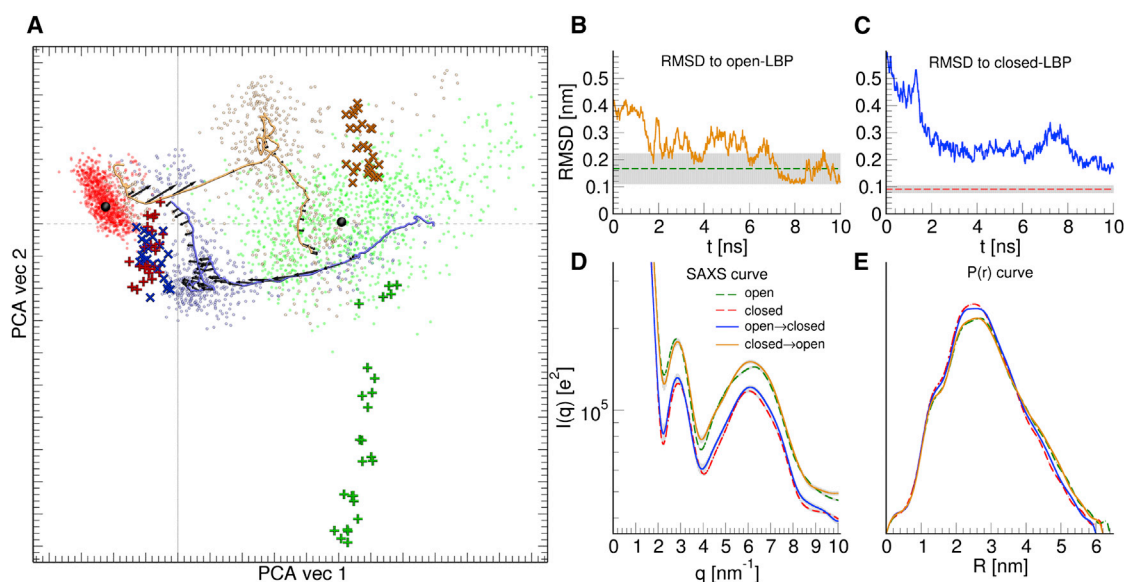 A
PCA vec 2
PCA vec 1
B
RMSD to open-LBP
RMSD [nm]
0.5
0.4
0.3
0.2
0.1
0
0 2 4 6 8 10
t [ns]
C
RMSD to closed-LBP
0.5
0.4
0.3
0.2
0.1
0
0 2 4 6 8 10
t [ns]
D
SAXS curve
open
closed
open→closed
closed→open
I(q) [e²]
10⁵
0 1 2 3 4 5 6 7 8 9 10
q [nm⁻¹]
E
P(r) curve
0 1 2 3 4 5 6
R [nm]